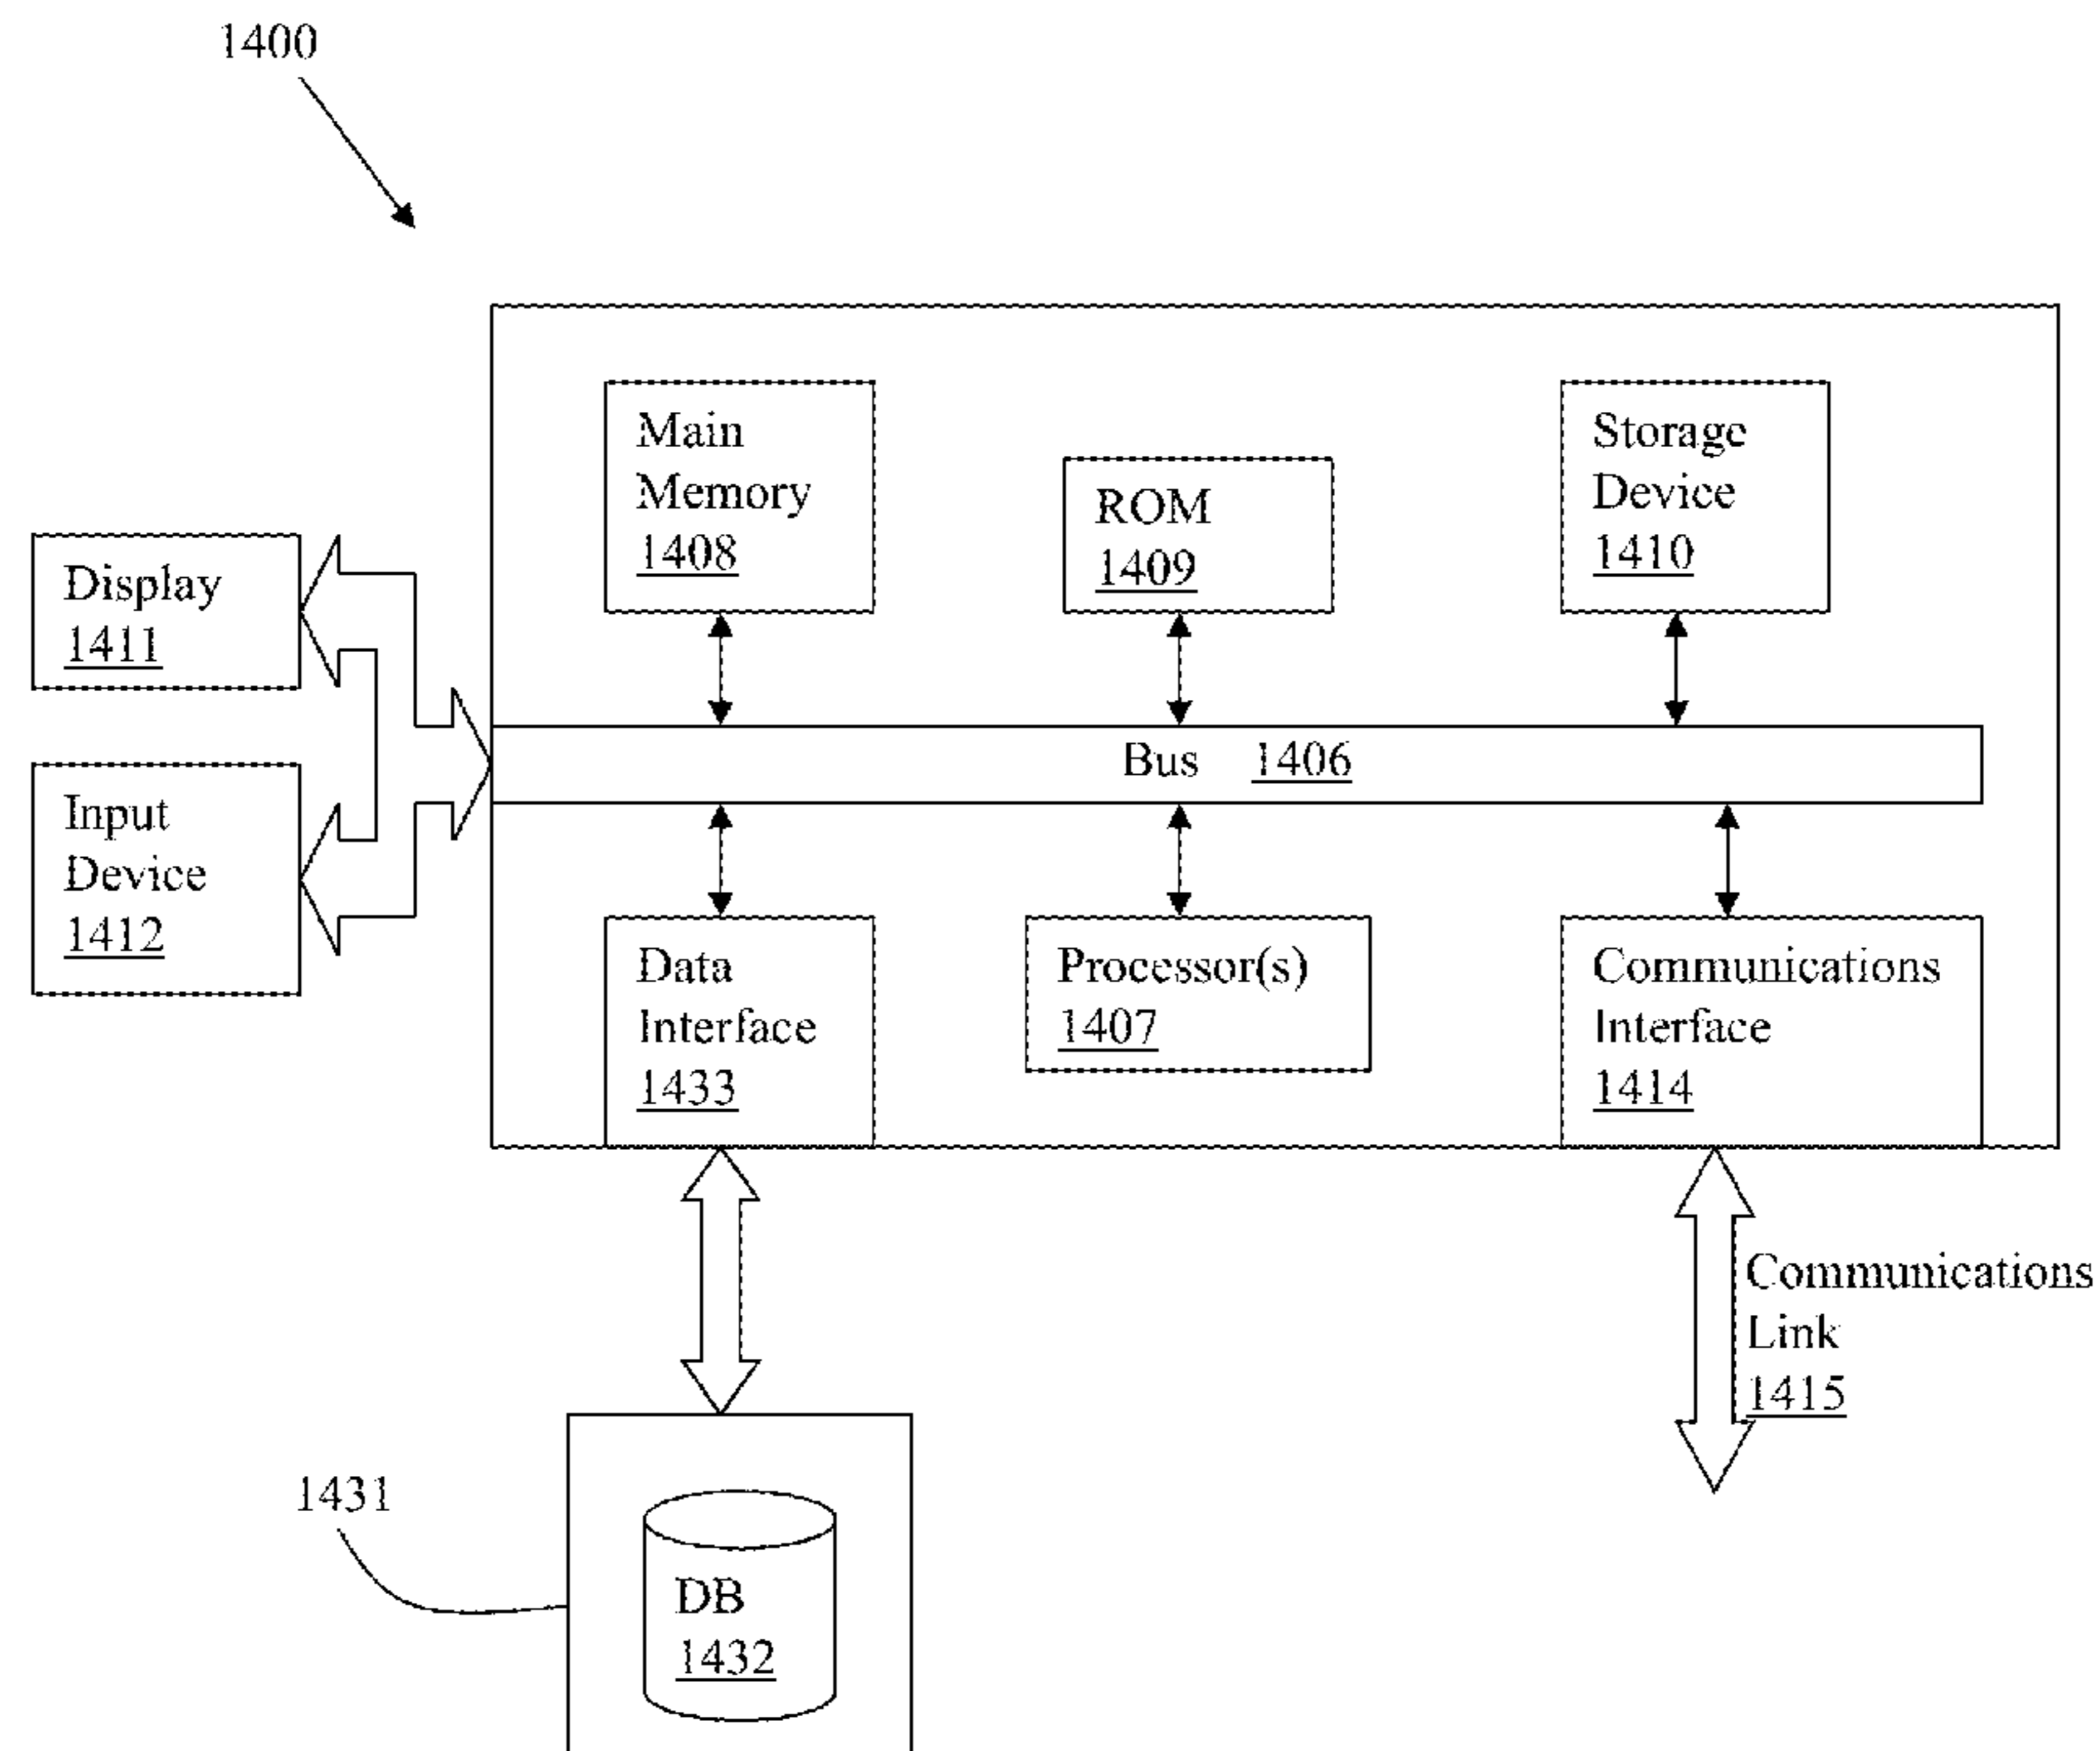 1400
Main
Memory
1408
ROM
1409
Storage
Device
1410
Display
1411
Bus 1406
Input
Device
1412
Data
Interface
1433
Processor(s)
1407
Communications
Interface
1414
Communications
Link
1415
1431
DB
1432